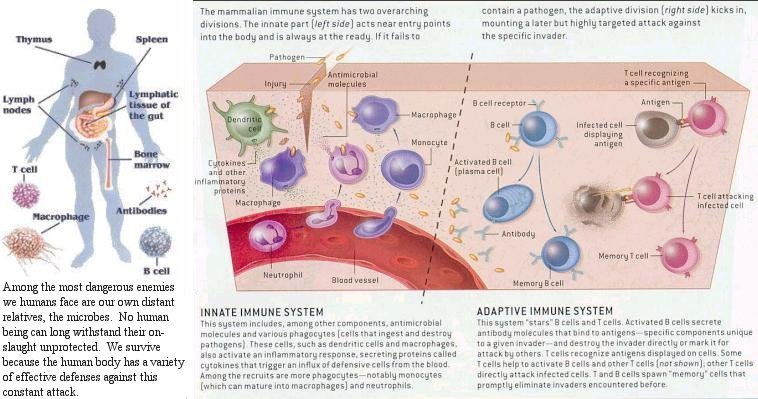 Thymus
Spleen
Lymph
nodes
Lymphatic
tissue of
the gut
Bone
marrow
T cell
Antibodies
Macrophage
B cell
Among the most dangerous enemies
we humans face are our own distant
relatives, the microbes.  No human
being can long withstand their on-
slaught unprotected.  We survive
because the human body has a variety
of effective defenses against this
constant attack.
The mammalian immune system has two overarching
divisions. The innate part (left side) acts near entry points
into the body and is always at the ready. If it fails to
contain a pathogen, the adaptive division (right side) kicks in,
mounting a later but highly targeted attack against
the specific invader.
Pathogen
Injury
Antimicrobial
molecules
Dendritic
cell
Macrophage
Monocyte
Cytokines
and other
inflammatory
proteins
Macrophage
Neutrophil
Blood vessel
B cell receptor
B cell
Activated B cell
(plasma cell)
Antibody
Memory B cell
T cell recognizing
a specific antigen
Antigen
Infected cell
displaying
antigen
T cell attacking
infected cell
Memory T cell
INNATE IMMUNE SYSTEM
This system includes, among other components, antimicrobial
molecules and various phagocytes (cells that ingest and destroy
pathogens). These cells, such as dendritic cells and macrophages,
also activate an inflammatory response, secreting proteins called
cytokines that trigger an influx of defensive cells from the blood.
Among the recruits are more phagocytes—notably monocytes
(which can mature into macrophages) and neutrophils.
ADAPTIVE IMMUNE SYSTEM
This system "stars" B cells and T cells. Activated B cells secrete
antibody molecules that bind to antigens—specific components unique
to a given invader—and destroy the invader directly or mark it for
attack by others. T cells recognize antigens displayed on cells. Some
T cells help to activate B cells and other T cells (not shown); other T cells
directly attack infected cells. T and B cells spawn "memory" cells that
promptly eliminate invaders encountered before.